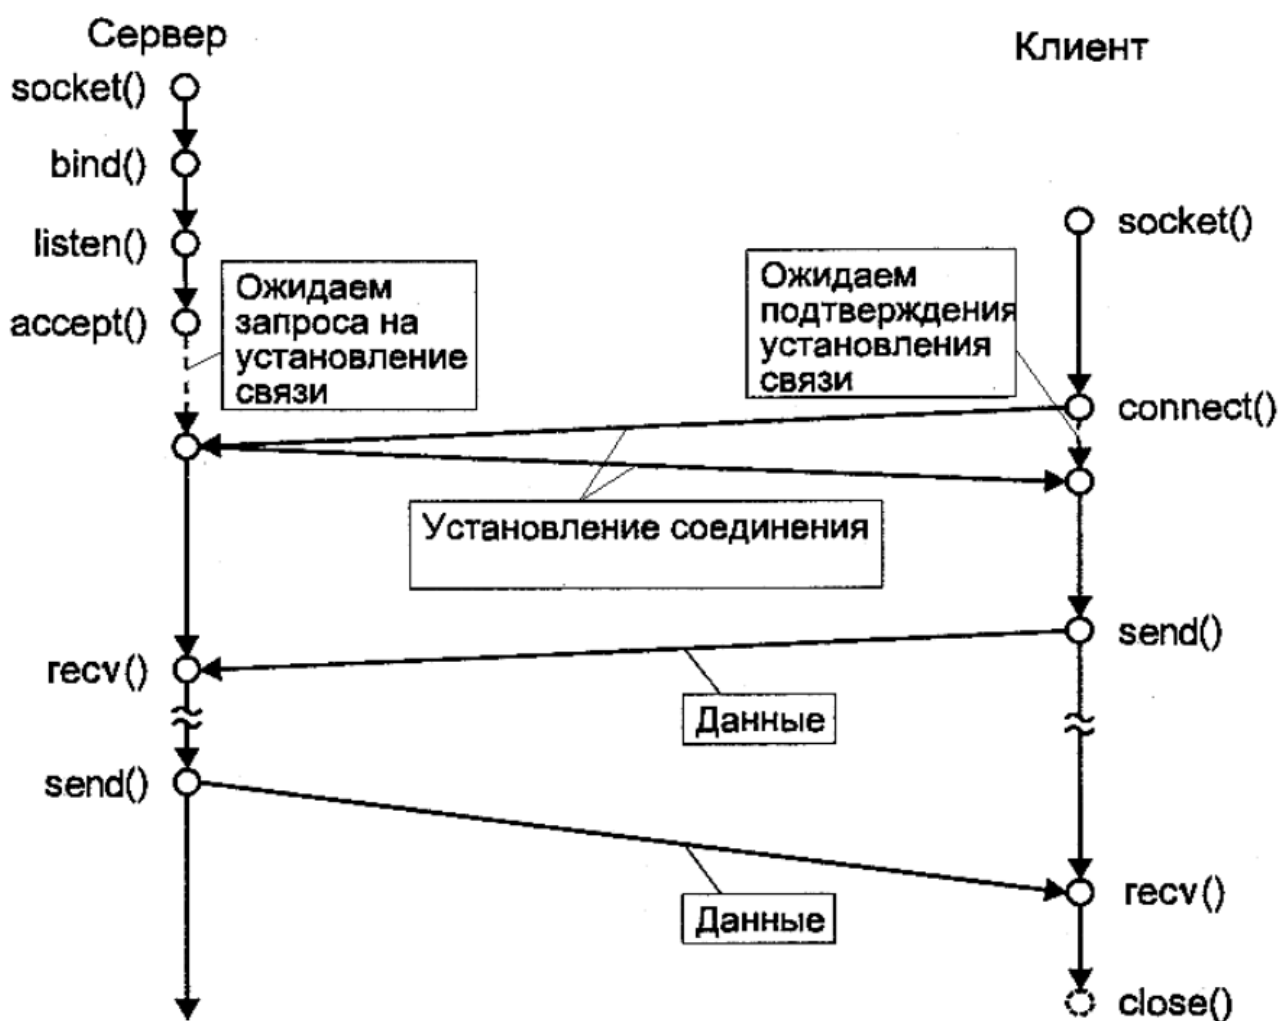 Сервер
Клиент
socket()
bind()
listen()
accept()
Ожидаем
запроса на
установление
связи
socket()
Ожидаем
подтверждения
установления
связи
connect()
Установление соединения
send()
recv()
Данные
send()
Данные
recv()
close()